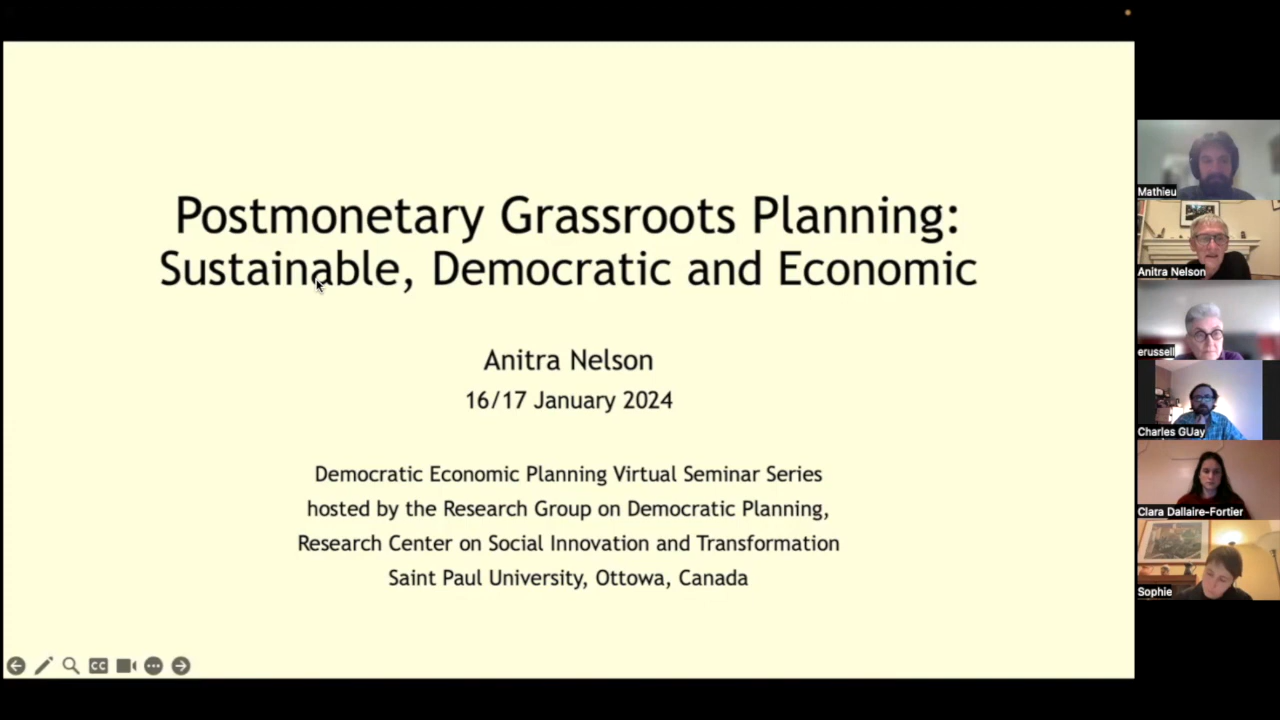 Postmonetary Grassroots Planning:
Sustainable, Democratic and Economic
Anitra Nelson
16/17 January 2024
Democratic Economic Planning Virtual Seminar Series
hosted by the Research Group on Democratic Planning,
Research Center on Social Innovation and Transformation
Saint Paul University, Ottowa, Canada
CC
Mathieu
Anitra Nelson
erussell
Charles GUay
Clara Dallaire-Fortier
Sophie